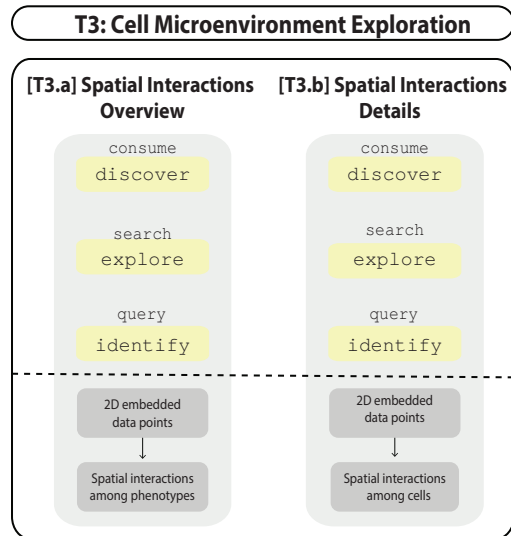 T3: Cell Microenvironment Exploration
[T3.a] Spatial Interactions
Overview
consume
discover
search
explore
query
identify
2D embedded
data points
Spatial interactions
among phenotypes
[T3.b] Spatial Interactions
Details
consume
discover
search
explore
query
identify
2D embedded
data points
Spatial interactions
among cells